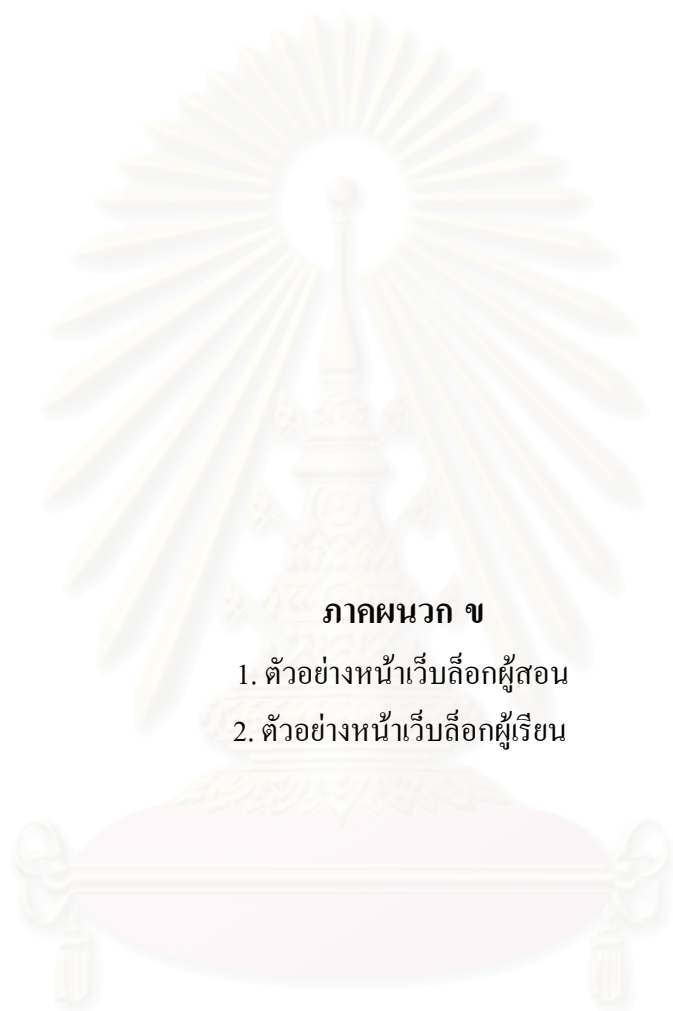 ภาคผนวก ข
1. ตัวอย่างหน้าเว็บล็อกผู้สอน
2. ตัวอย่างหน้าเว็บล็อกผู้เรียน